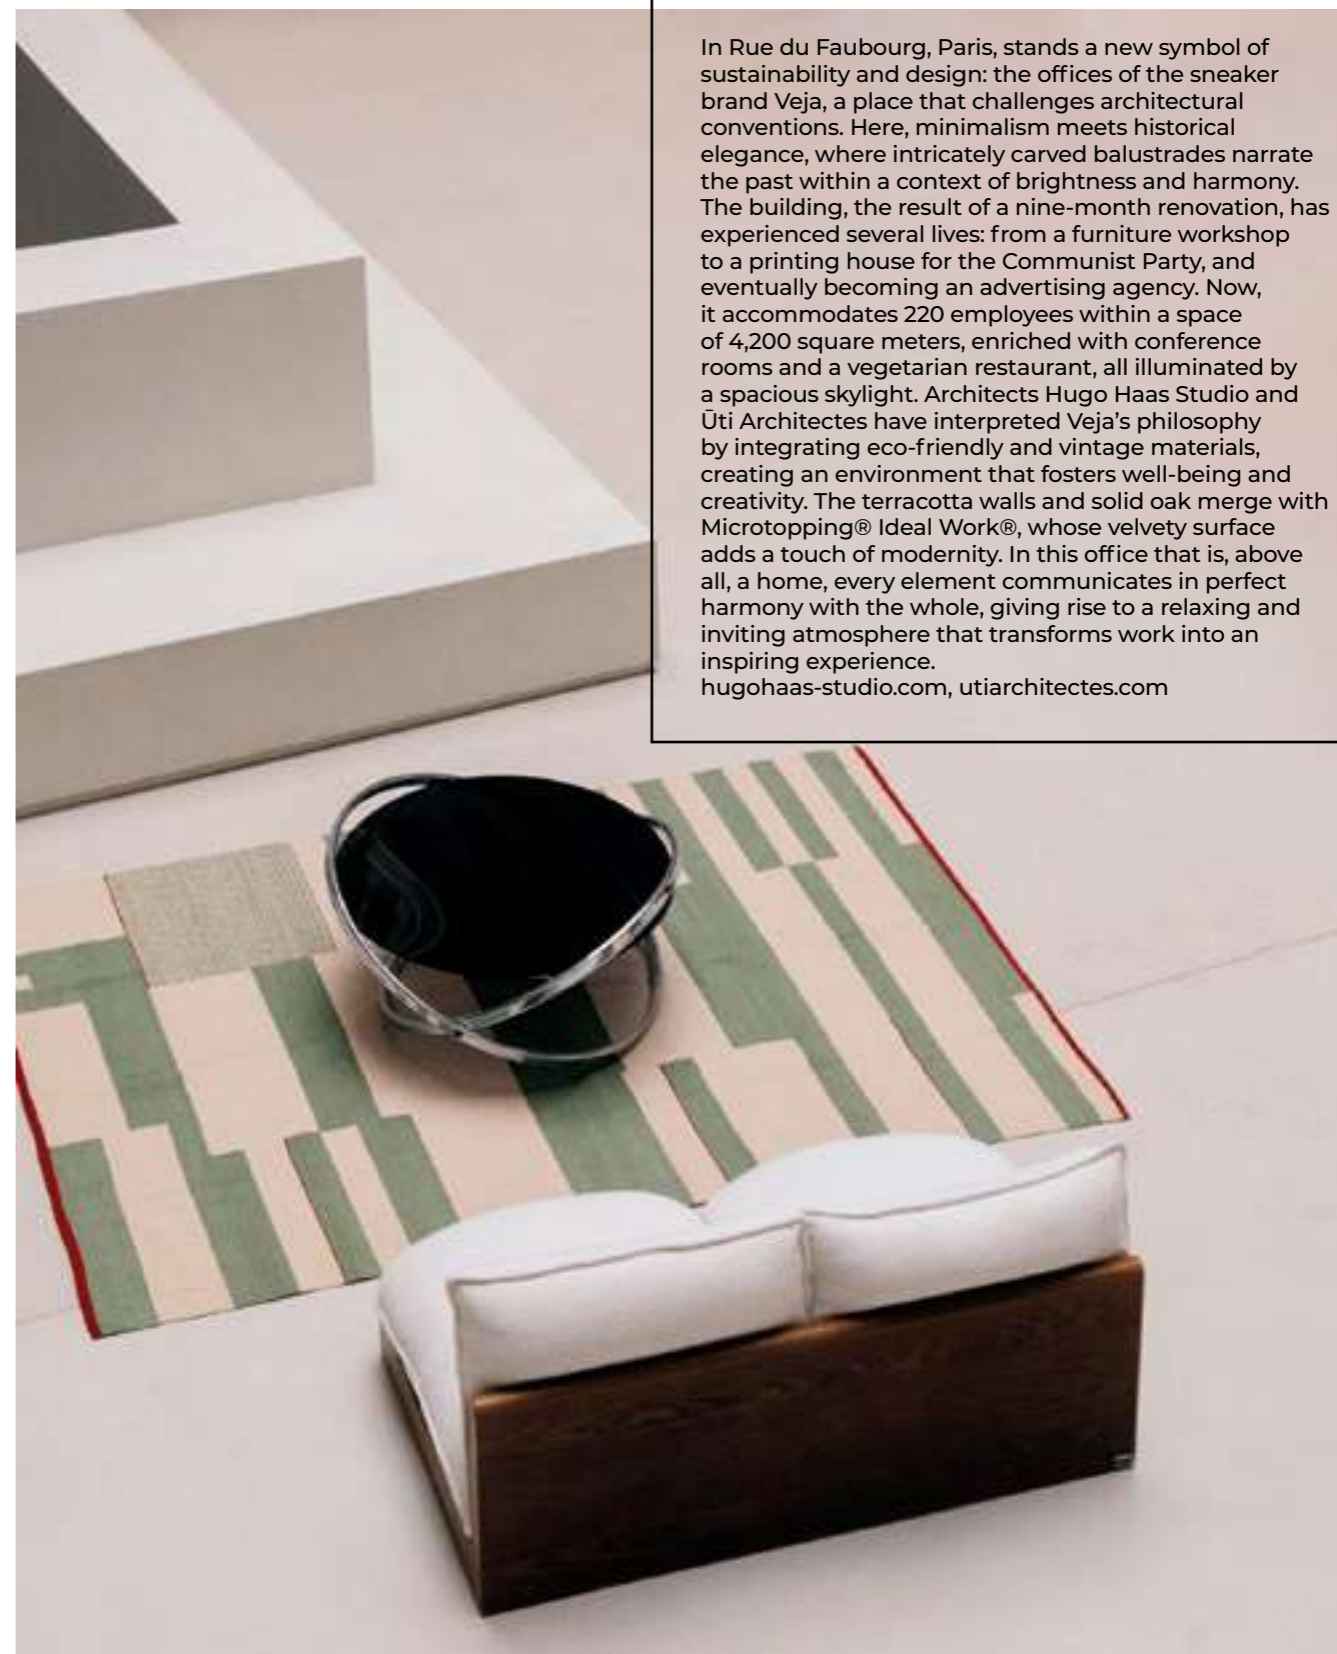 In Rue du Faubourg, Paris, stands a new symbol of
sustainability and design: the offices of the sneaker
brand Veja, a place that challenges architectural
conventions. Here, minimalism meets historical
elegance, where intricately carved balustrades narrate
the past within a context of brightness and harmony.
The building, the result of a nine-month renovation, has
experienced several lives: from a furniture workshop
to a printing house for the Communist Party, and
eventually becoming an advertising agency. Now,
it accommodates 220 employees within a space
of 4,200 square meters, enriched with conference
rooms and a vegetarian restaurant, all illuminated by
a spacious skylight. Architects Hugo Haas Studio and
Ūti Architectes have interpreted Veja’s philosophy
by integrating eco-friendly and vintage materials,
creating an environment that fosters well-being and
creativity. The terracotta walls and solid oak merge with
Microtopping® Ideal Work®, whose velvety surface
adds a touch of modernity. In this office that is, above
all, a home, every element communicates in perfect
harmony with the whole, giving rise to a relaxing and
inviting atmosphere that transforms work into an
inspiring experience.
hugohaas-studio.com, utiarchitectes.com